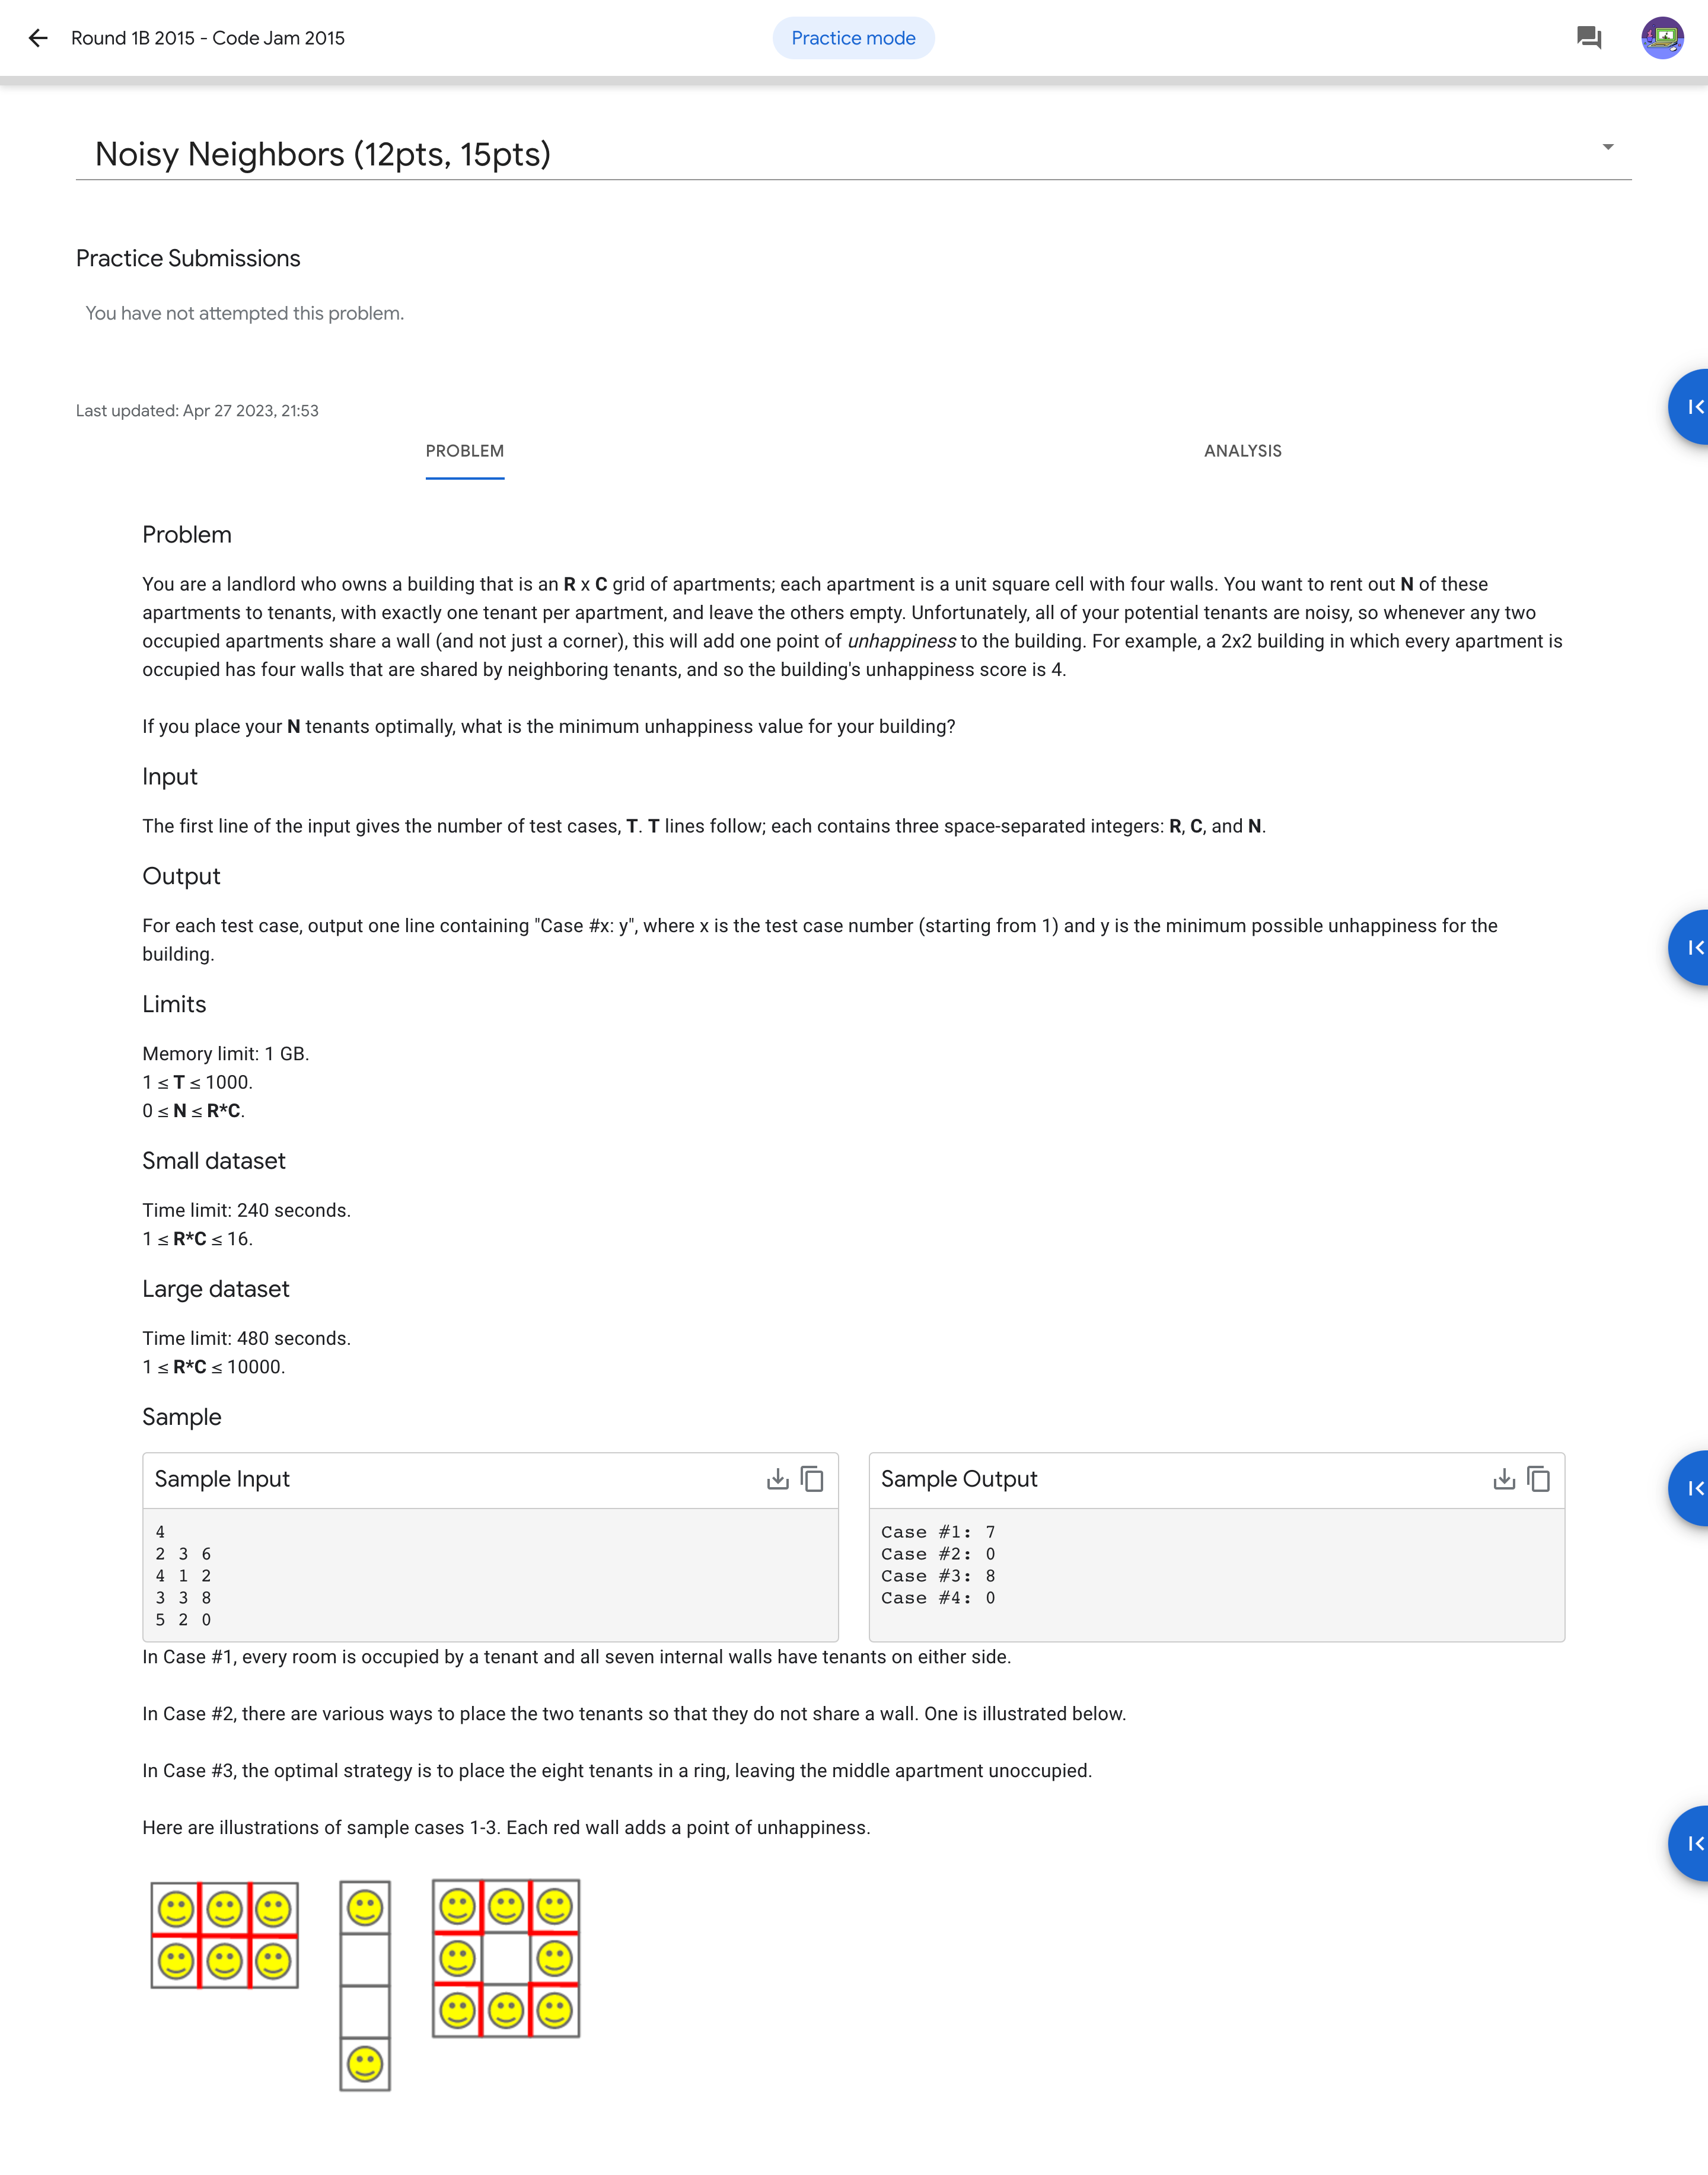 Round 1B 2015 - Code Jam 2015
Practice mode
Noisy Neighbors (12pts, 15pts)
Practice Submissions
You have not attempted this problem.
Last updated: Apr 27 2023, 21:53
PROBLEM
ANALYSIS
Problem
You are a landlord who owns a building that is an R x C grid of apartments; each apartment is a unit square cell with four walls. You want to rent out N of these
apartments to tenants, with exactly one tenant per apartment, and leave the others empty. Unfortunately, all of your potential tenants are noisy, so whenever any two
occupied apartments share a wall (and not just a corner), this will add one point of unhappiness to the building. For example, a 2x2 building in which every apartment is
occupied has four walls that are shared by neighboring tenants, and so the building's unhappiness score is 4.
If you place your N tenants optimally, what is the minimum unhappiness value for your building?
Input
The first line of the input gives the number of test cases, T. T lines follow; each contains three space-separated integers: R, C, and N.
Output
For each test case, output one line containing "Case #x: y", where x is the test case number (starting from 1) and y is the minimum possible unhappiness for the
building.
Limits
Memory limit: 1 GB.
1 ≤ T ≤ 1000.
0 ≤ N ≤ R*C.
Small dataset
Time limit: 240 seconds.
1 ≤ R*C ≤ 16.
Large dataset
Time limit: 480 seconds.
1 ≤ R*C ≤ 10000.
Sample
Sample Input
4
2 3 6
4 1 2
3 3 8
5 2 0
Sample Output
Case #1: 7
Case #2: 0
Case #3: 8
Case #4: 0
In Case #1, every room is occupied by a tenant and all seven internal walls have tenants on either side.
In Case #2, there are various ways to place the two tenants so that they do not share a wall. One is illustrated below.
In Case #3, the optimal strategy is to place the eight tenants in a ring, leaving the middle apartment unoccupied.
Here are illustrations of sample cases 1-3. Each red wall adds a point of unhappiness.